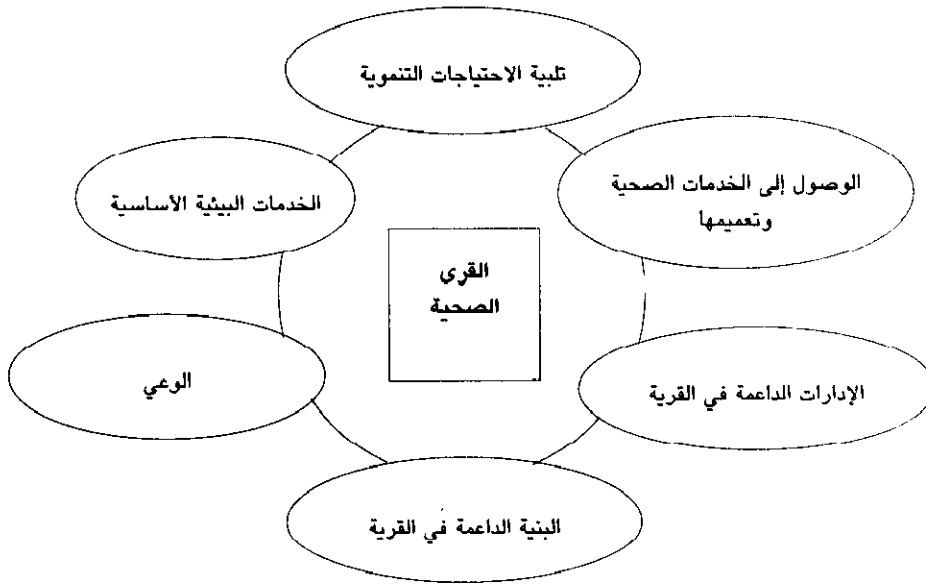 تلبية الاحتياجات التنموية
الوصول إلى الخدمات الصحية
وتعميمها
الخدمات البيئية الأساسية
القرى
الصحية
الإدارات الداعمة في القرية
الوعي
البنية الداعمة في القرية